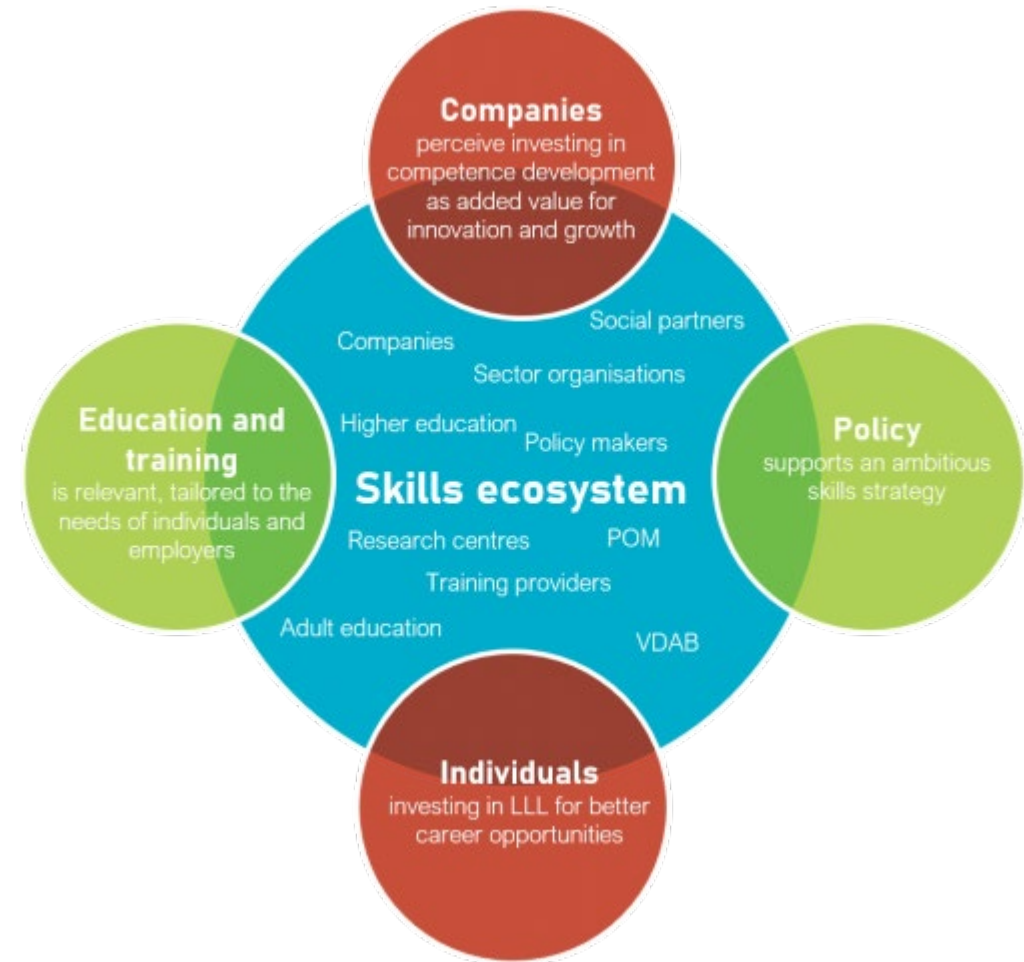 Companies
perceive investing in
competence development
as added value for
innovation and growth
Social partners
Companies
Sector organisations
Higher education
Policy makers
Education and
training
is relevant, tailored to the
needs of individuals and
employers
Skills ecosystem
Policy
supports an ambitious
skills strategy
Research centres
POM
Training providers
Adult education
VDAB
Individuals
investing in LLL for better
career opportunities